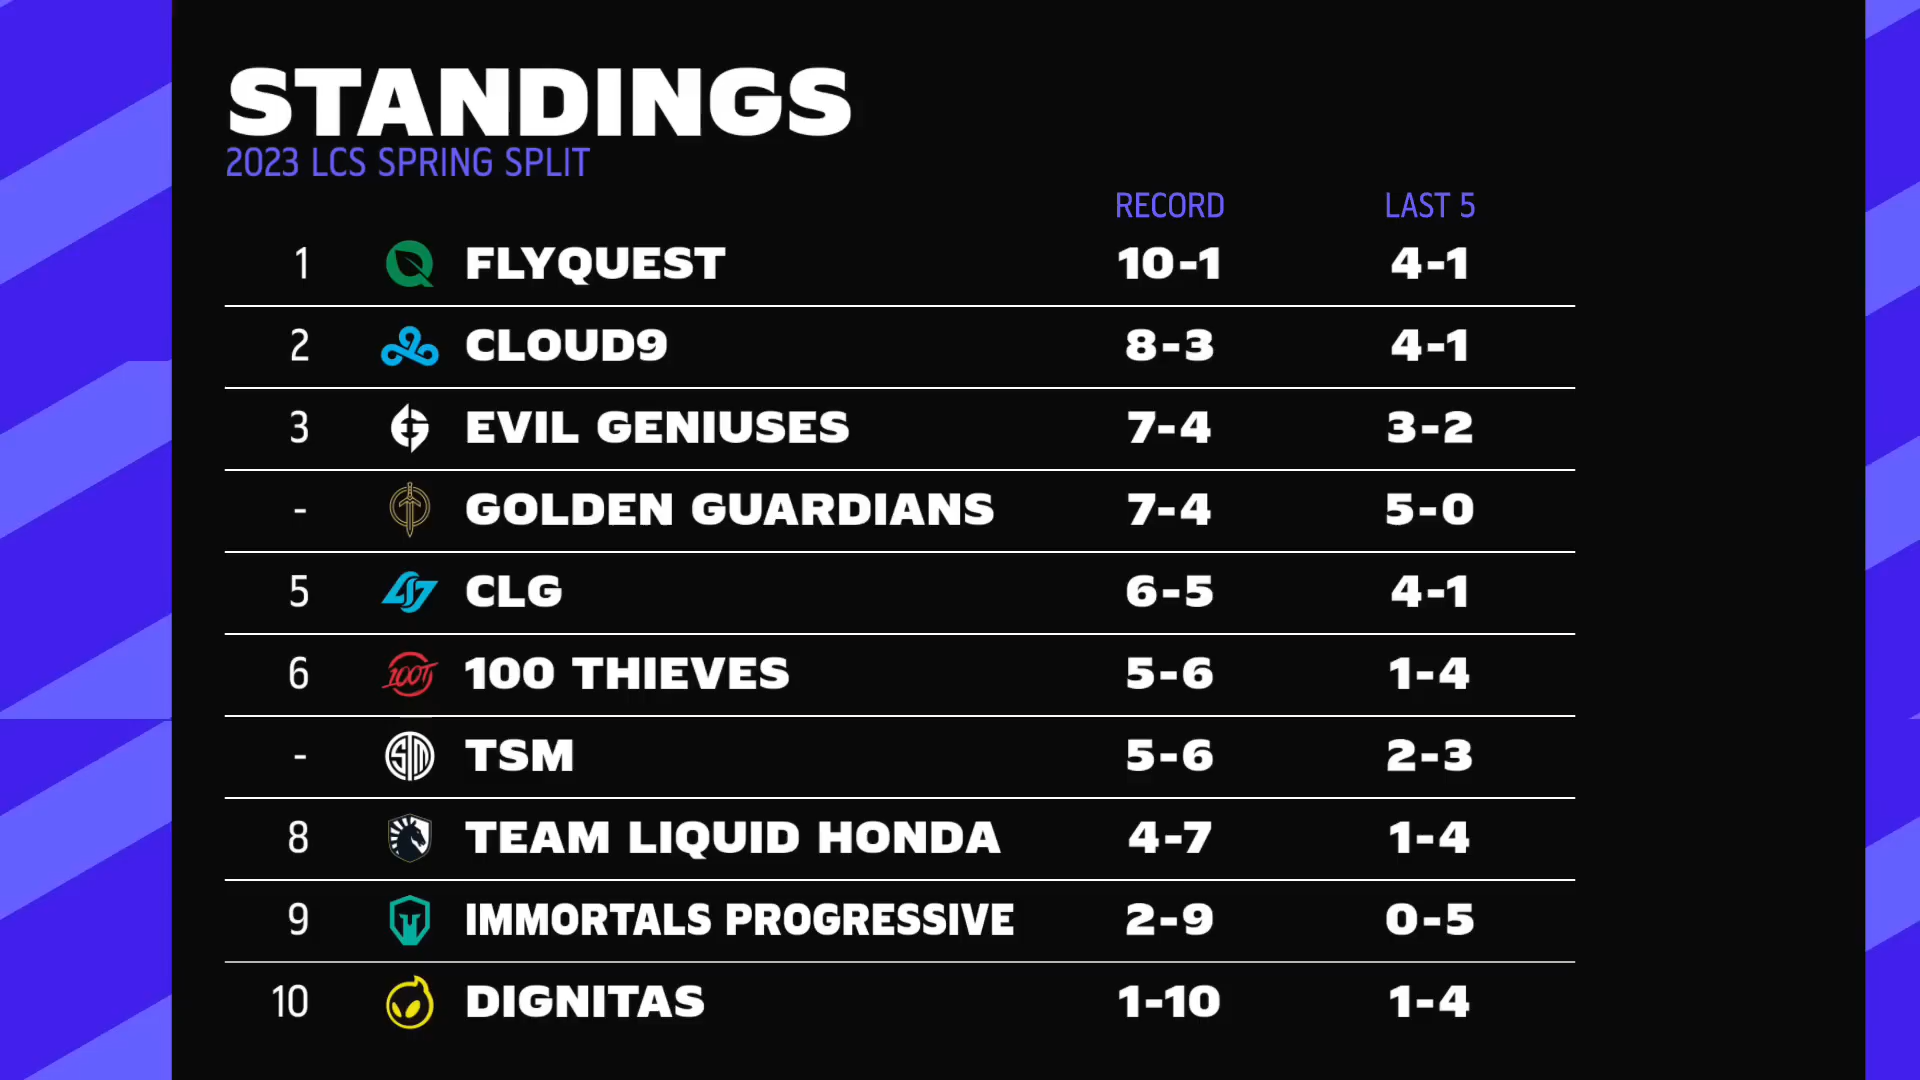 STANDINGS
2023 LCS SPRING SPLIT
RECORD LAST 5
1 FLYQUEST 10-1 4-1
2 CLOUD9 8-3 4-1
3 EVIL GENIUSES 7-4 3-2
- GOLDEN GUARDIANS 7-4 5-0
5 CLG 6-5 4-1
6 100T 100 THIEVES 5-6 1-4
- TSM TSM 5-6 2-3
8 TEAM LIQUID HONDA 4-7 1-4
9 IMMORTALS PROGRESSIVE 2-9 0-5
10 DIGNITAS 1-10 1-4